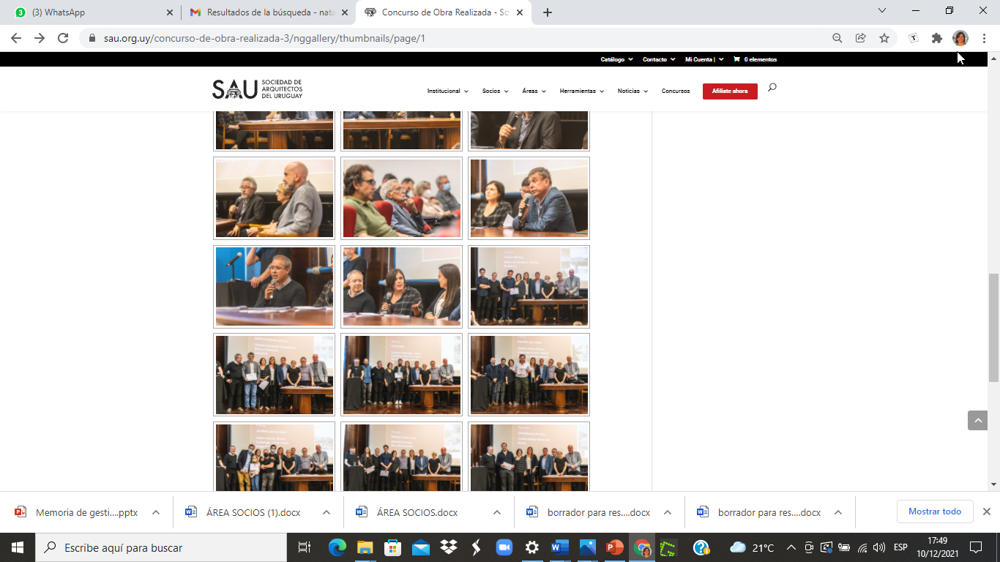 (3) WhatsApp
Resultados de la búsqueda - nata
Concurso de Obra Realizada - So
sau.org.uy/concurso-de-obra-realizada-3/nggallery/thumbnails/page/1
Catálogo
Contacto
Mi Cuenta |
0 elementos
SAU SOCIEDAD DE
ARQUITECTOS
DEL URUGUAY
Institucional
Socios
Áreas
Herramientas
Noticias
Concursos
Afiliate ahora
Memoria de gesti....pptx
ÁREA SOCIOS (1).docx
ÁREA SOCIOS.docx
borrador para res....docx
borrador para res....docx
Mostrar todo
Escribe aquí para buscar
21°C
ESP
17:49
10/12/2021